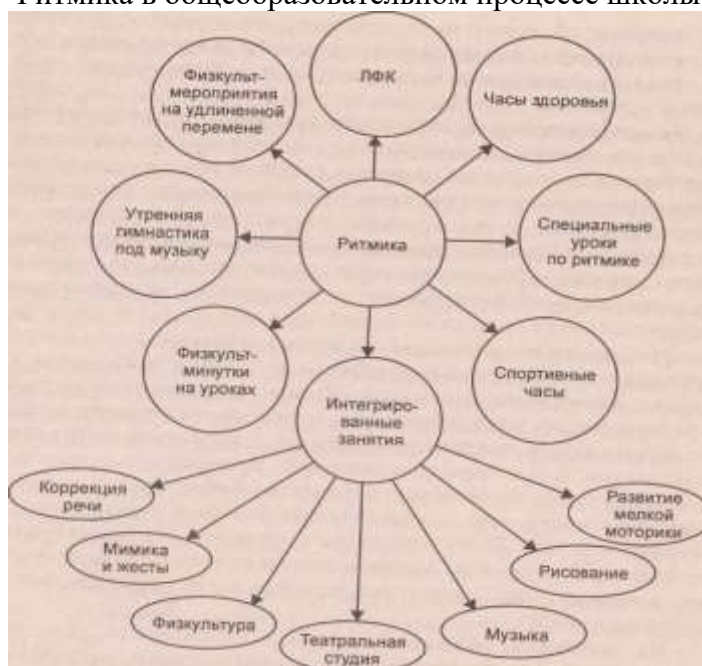 Ритмика в общеобразовательном процессе школы
Физкульт-
мероприятия
на удлиненной
перемене
ЛФК
Часы здоровья
Утренняя
гимнастика
под музыку
Ритмика
Специальные
уроки
по ритмике
Физкульт-
минутки
на уроках
Спортивные
часы
Интегриро-
ванные
занятия
Коррекция
речи
Развитие
мелкой
моторики
Мимика
и жесты
Рисование
Физкультура
Музыка
Театральная
студия